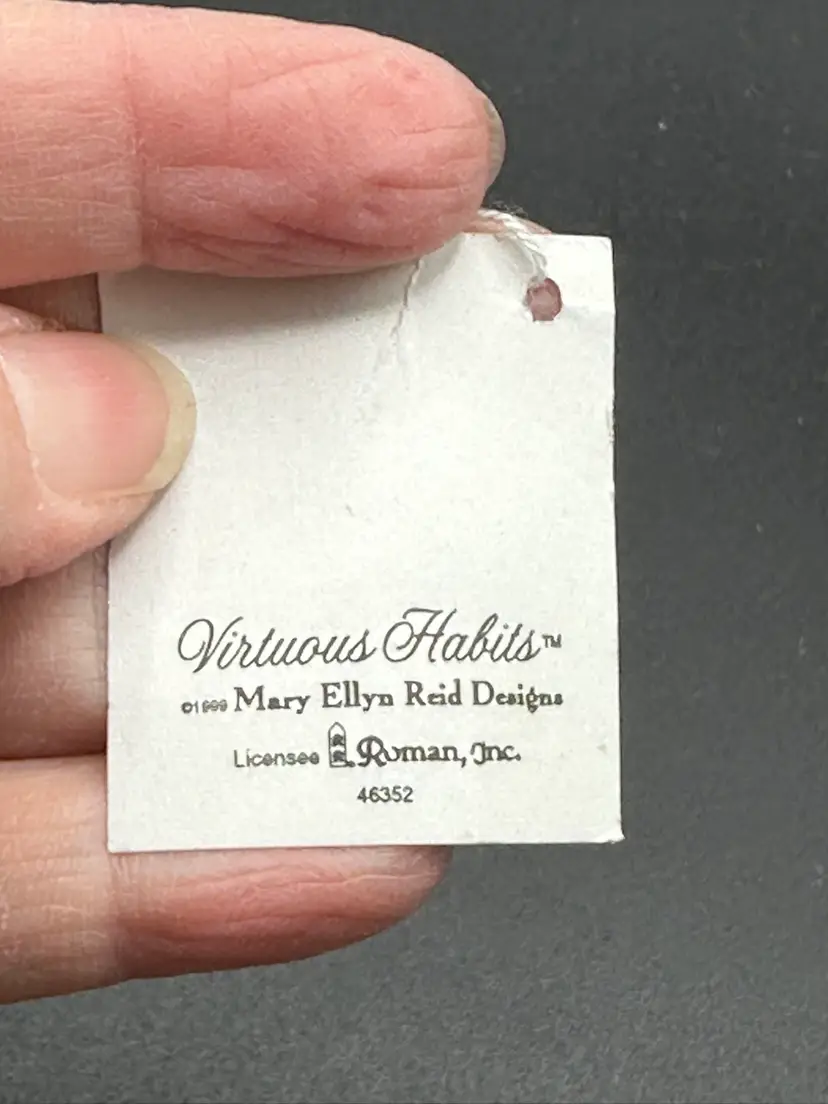 Virtuous Habits™
©1999 Mary Ellyn Reid Designs
Licensee Roman, Inc.
46352